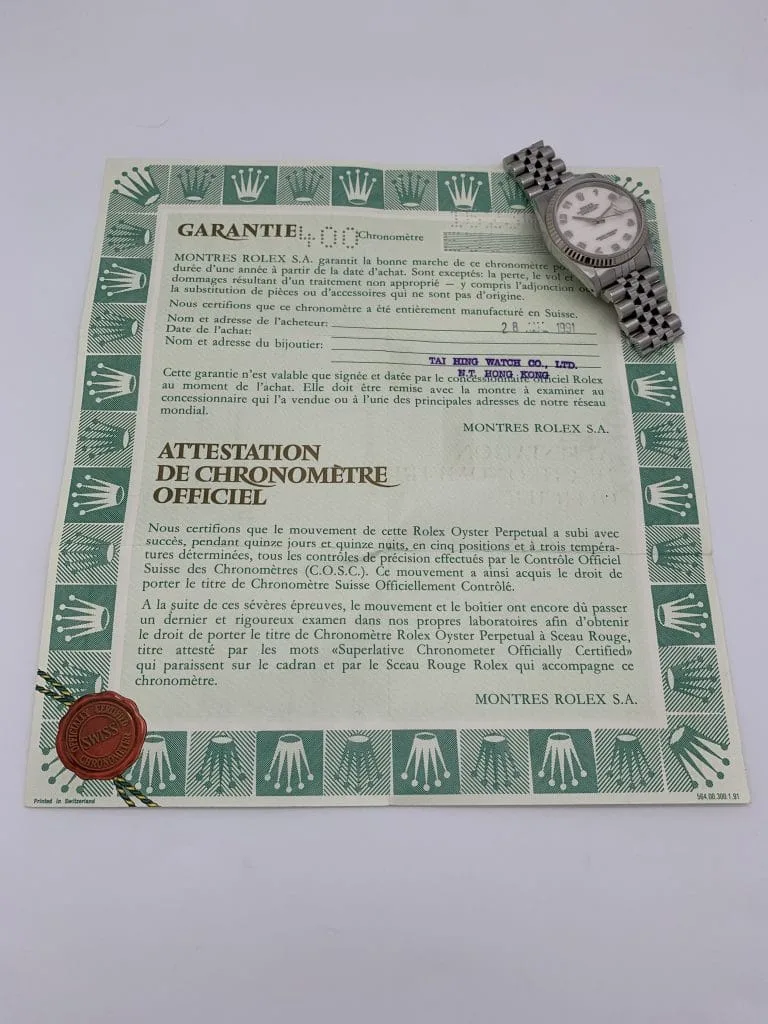 GARANTIE 400 Chronomètre
MONTRES ROLEX S.A. garantit la bonne marche de ce chronomètre
durée d'une année à partir de la date d'achat. Sont exceptés: la perte, le vol et
dommages résultant d'un traitement non approprié – y compris l'adjonction
la substitution de pièces ou d'accessoires qui ne sont pas d'origine.
Nous certifions que ce chronomètre a été entièrement manufacturé en Suisse.
Nom et adresse de l'acheteur:
Date de l'achat: 28 1991
Nom et adresse du bijoutier:
TAI HING WATCH CO., LTD.
N.T. HONG KONG
Cette garantie n'est valable que signée et datée par le concessionnaire officiel Rolex
au moment de l'achat. Elle doit être remise avec la montre à examiner au
concessionnaire qui l'a vendue ou à l'une des principales adresses de notre réseau
mondial.
MONTRES ROLEX S.A.
ATTESTATION
DE CHRONOMÈTRE
OFFICIEL
Nous certifions que le mouvement de cette Rolex Oyster Perpetual a subi avec
succès, pendant quinze jours et quinze nuits, en cinq positions et à trois tempéra-
tures déterminées, tous les contrôles de précision effectués par le Contrôle Officiel
Suisse des Chronomètres (C.O.S.C.). Ce mouvement a ainsi acquis le droit de
porter le titre de Chronomètre Suisse Officiellement Contrôlé.
A la suite de ces sévères épreuves, le mouvement et le boîtier ont encore dû passer
un dernier et rigoureux examen dans nos propres laboratoires afin d'obtenir
le droit de porter le titre de Chronomètre Rolex Oyster Perpetual à Sceau Rouge,
titre attesté par les mots «Superlative Chronometer Officially Certified»
qui paraissent sur le cadran et par le Sceau Rouge Rolex qui accompagne ce
chronomètre.
MONTRES ROLEX S.A.
OFFICIALLY CERTIFIED
SWISS
CHRONOMETER
Printed in Switzerland
564.00.300.1.91